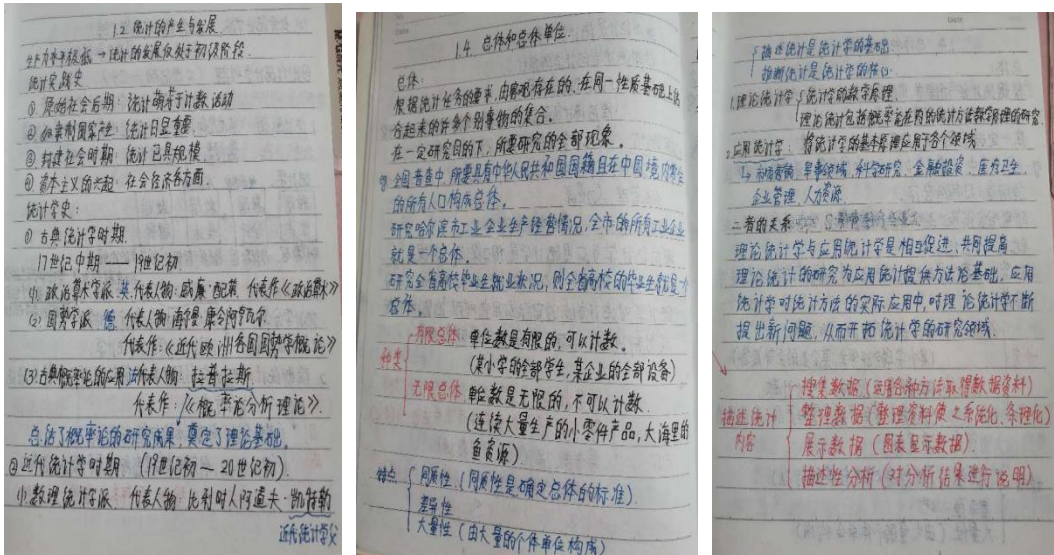 1.2. 统计的产生与发展.
生产力水平极低 → 统计的发展仅处于初级阶段.
统计实践史
① 原始社会后期: 统计萌芽于计数活动
② 奴隶制国家产生: 统计日显重要.
③ 封建社会时期: 统计已具规模
④ 资本主义的兴起: 社会经济各方面.
统计学史:
① 古典统计学时期
17世纪中期 —— 19世纪初
(1). 政治算术学派 英. 代表人物: 威廉·配第 代表作《政治算术》
(2) 国势学派 德 代表人物: 海
代表作:《近代欧洲各国国势学概论》
(3) 古典概率论的应用 法 代表人物: 拉普拉斯
代表作:《概率论分析理论》.
总结了概率论的研究成果, 奠定了理论基础.
② 近代统计学时期 (19世纪初 — 20世纪初).
(1). 数理统计学派 代表人物 比利时人阿道夫·凯特勒
近代统计学父
1.4. 总体和总体单位.
总体:
根据统计任务的要求, 由客观存在的、在同一性质基础上结
合起来的许多个别事物的集合。
在一定研究目的下, 所要研究的全部现象。
全国普查中, 所要具有中华人民共和国国籍且在中国境内常住
的所有人口构成总体。
研究哈尔滨市工业企业生产经营情况, 全市的所有工业企业
就是一个总体。
研究全省高校毕业生就业状况, 则全省高校的毕业生就是一个
总体。
种类
有限总体: 单位数是有限的, 可以计数。
(某小学的全部学生, 某企业的全部设备)
无限总体: 单位数是无限的, 不可以计数.
(连续大量生产的小零件产品, 大海里的
鱼资源)
特点
同质性. (同质性是确定总体的标准)
差异性
大量性 (由大量的个体单位构成)
描述统计是统计学的基础
推断统计是统计学的核心.
1. 理论统计学
统计学的数学原理.
理论统计包括概率论在内的统计方法数学原理的研究.
2. 应用统计学: 将统计学的基本原理应用于各个领域
军事领域, 科学研究, 金融投资, 医药卫生
企业管理, 人力资源.
二者的关系:
理论统计学与应用统计学是相互促进、共同提高
理论统计的研究为应用统计提供方法论基础, 应用
统计学对统计方法的实际应用中, 对理论统计学不断
提出新问题, 从而开拓统计学的研究领域.
描述统计
内容
搜集数据 (运用各种方法取得数据资料)
整理数据 (整理资料使之系统化、条理化)
展示数据 (图表显示数据).
描述性分析 (对分析结果进行说明)